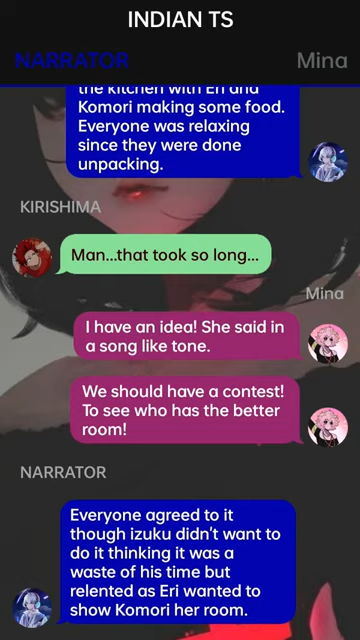 INDIAN TS
NARRATOR
Mina
the kitchen with Eri and
Komori making some food.
Everyone was relaxing
since they were done
unpacking.
KIRISHIMA
Man...that took so long...
Mina
I have an idea! She said in
a song like tone.
We should have a contest!
To see who has the better
room!
NARRATOR
Everyone agreed to it
though izuku didn't want to
do it thinking it was a
waste of his time but
relented as Eri wanted to
show Komori her room.